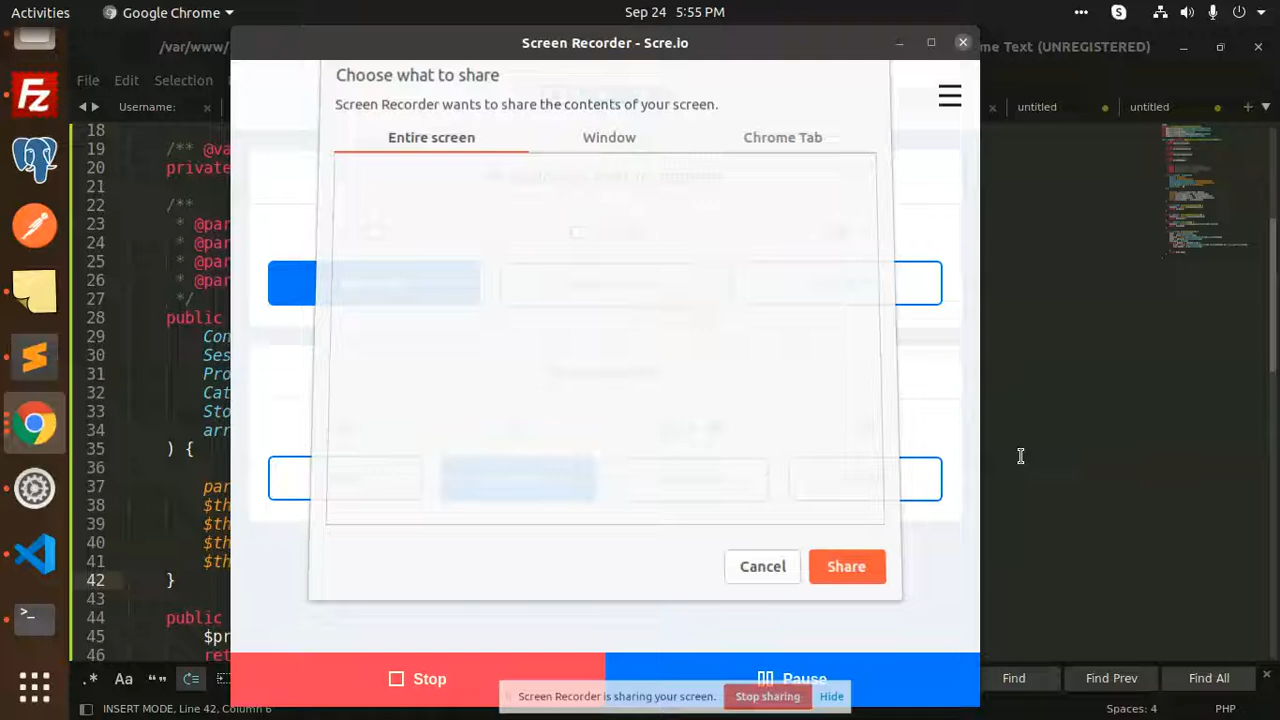 Activities Google Chrome Sep 24 5:55 PM
/var/www/ Screen Recorder - Scre.io me Text (UNREGISTERED)
File Edit Selection
Username: × × untitled untitled
Choose what to share
Screen Recorder wants to share the contents of your screen.
Entire screen Window Chrome Tab
18
19 /** @va
20 private
21
22 /**
23 * @par
24 * @par
25 * @par
26 * @par
27 */
28 public
29 Con
30 Ses
31 Pro
32 Cat
33 Sto
34 arr
35 ) {
36
37 par
38 $th
39 $th
40 $th
41 $th
42 }
43
44 public
45 $pr
46 ret
Cancel Share
Stop Pause
.* Aa “” Find Find Prev Find All
Screen Recorder is sharing your screen. Stop sharing Hide
INSERT MODE, Line 42, Column 6 Spaces: 4 PHP